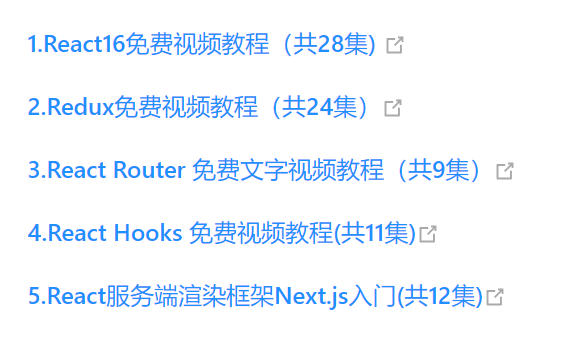 1.React16免费视频教程（共28集)
2.Redux免费视频教程（共24集）
3.React Router 免费文字视频教程（共9集）
4.React Hooks 免费视频教程(共11集)
5.React服务端渲染框架Next.js入门(共12集)